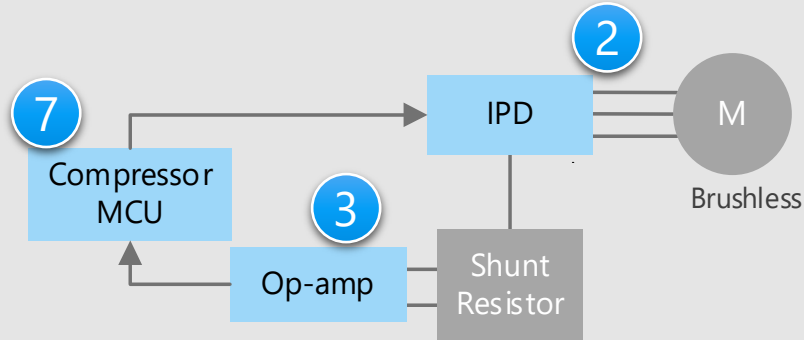 2
7
IPD
M
Compressor
MCU
3
Brushless
Op-amp
Shunt
Resistor